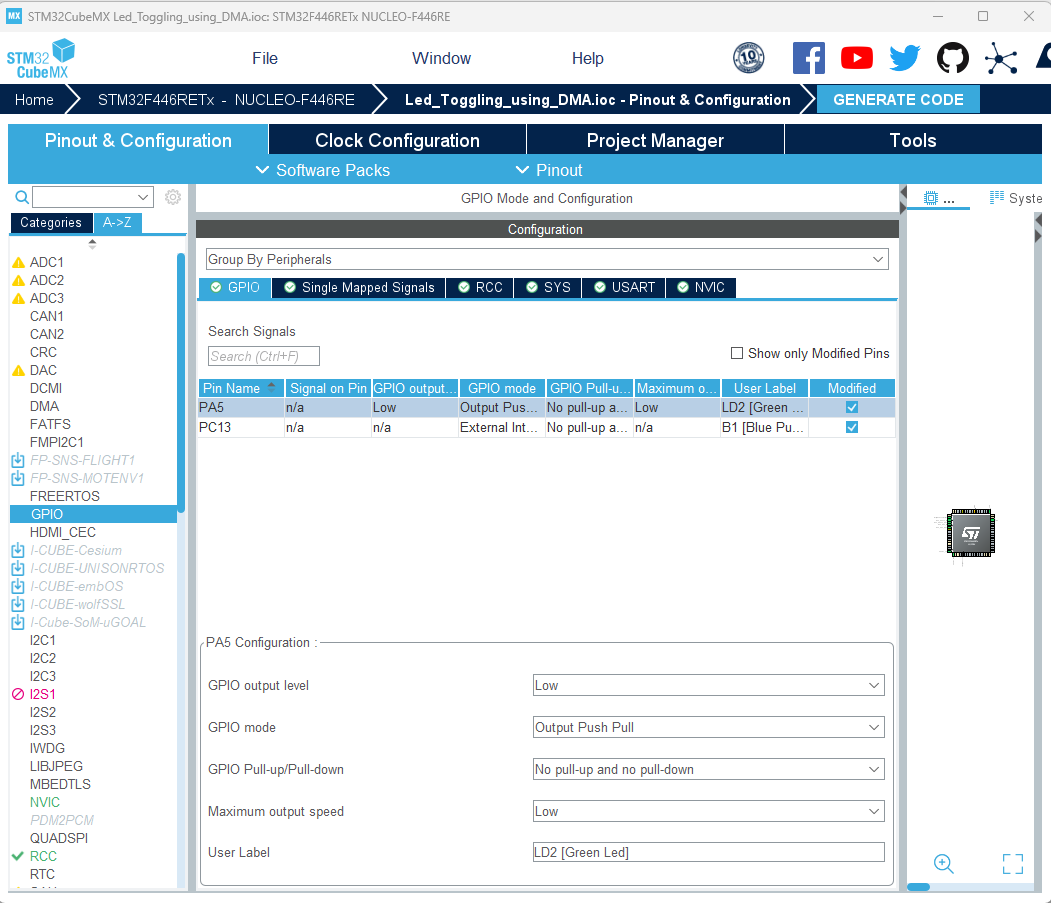 MX STM32CubeMX Led_Toggling_using_DMA.ioc: STM32F446RETx NUCLEO-F446RE
STM32 CubeMX
File Window Help
10 YEARS
Home STM32F446RETx - NUCLEO-F446RE Led_Toggling_using_DMA.ioc - Pinout & Configuration GENERATE CODE
Pinout & Configuration Clock Configuration Project Manager Tools
Software Packs Pinout
GPIO Mode and Configuration ... Syste
Categories A->Z
Configuration
ADC1
ADC2
ADC3
CAN1
CAN2
CRC
DAC
DCMI
DMA
FATFS
FMPI2C1
FP-SNS-FLIGHT1
FP-SNS-MOTENV1
FREERTOS
GPIO
HDMI_CEC
I-CUBE-Cesium
I-CUBE-UNISONRTOS
I-CUBE-embOS
I-CUBE-wolfSSL
I-Cube-SoM-uGOAL
I2C1
I2C2
I2C3
I2S1
I2S2
I2S3
IWDG
LIBJPEG
MBEDTLS
NVIC
PDM2PCM
QUADSPI
RCC
RTC
Group By Peripherals
GPIO Single Mapped Signals RCC SYS USART NVIC
Search Signals
Search (Ctrl+F) Show only Modified Pins
Pin Name Signal on Pin GPIO output... GPIO mode GPIO Pull-u... Maximum o... User Label Modified
PA5 n/a Low Output Pus... No pull-up a... Low LD2 [Green ...
PC13 n/a n/a External Int... No pull-up a... n/a B1 [Blue Pu...
PA5 Configuration :
GPIO output level Low
GPIO mode Output Push Pull
GPIO Pull-up/Pull-down No pull-up and no pull-down
Maximum output speed Low
User Label LD2 [Green Led]
ST